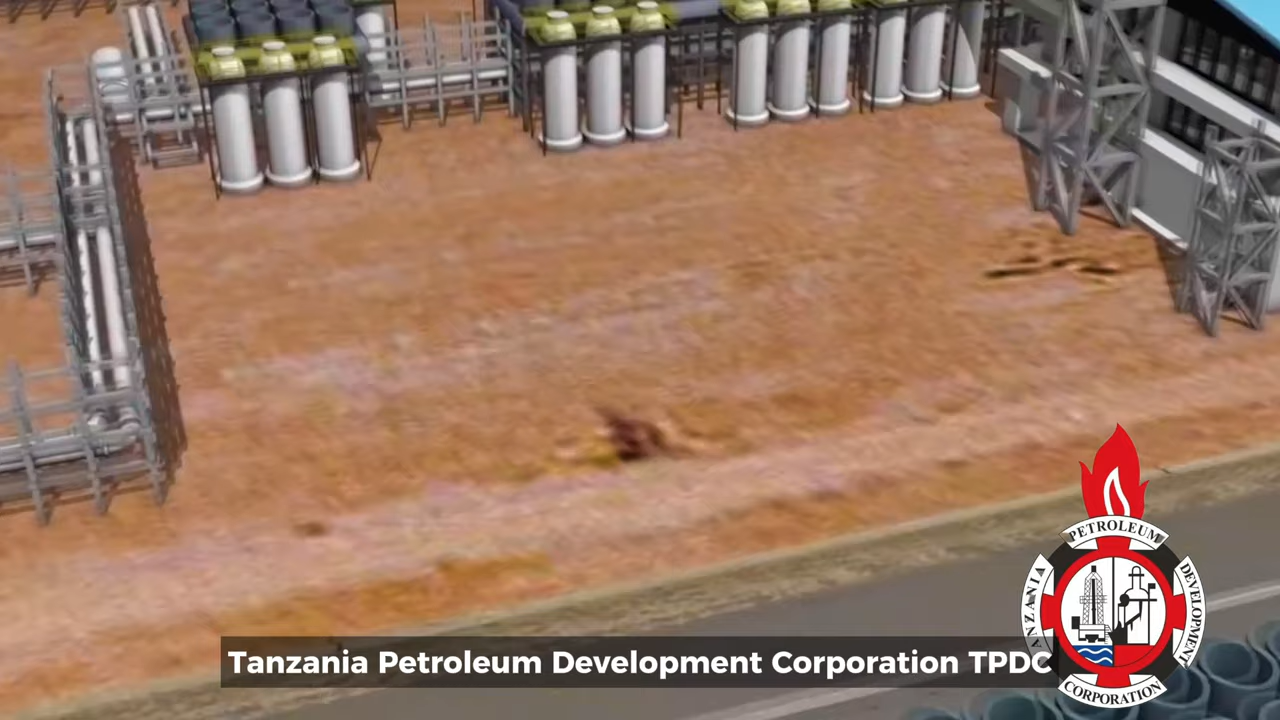 PETROLEUM
TANZANIA
DEVELOPMENT
CORPORATION
Tanzania Petroleum Development Corporation TPDC